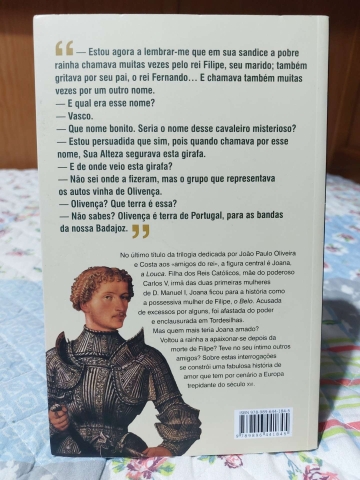 “— Estou agora a lembrar-me que em sua sandice a pobre
rainha chamava muitas vezes pelo rei Filipe, seu marido; também
gritava por seu pai, o rei Fernando... E chamava também muitas
vezes por um outro nome.
— E qual era esse nome?
— Vasco.
— Que nome bonito. Seria o nome desse cavaleiro misterioso?
— Estou persuadida que sim, pois quando chamava por esse
nome, Sua Alteza segurava esta girafa.
— E de onde veio esta girafa?
— Não sei onde a fizeram, mas o grupo que representava
os autos vinha de Olivença.
— Olivença? Que terra é essa?
— Não sabes? Olivença é terra de Portugal, para as bandas
da nossa Badajoz.”
No último título da trilogia dedicada por João Paulo Oliveira
e Costa aos «amigos do rei», a figura central é Joana,
a Louca. Filha dos Reis Católicos, mãe do poderoso
Carlos V, irmã das duas primeiras mulheres
de D. Manuel I, Joana ficou para a história como
a possessiva mulher de Filipe, o Belo. Acusada
de excessos por alguns, foi afastada do poder
e enclausurada em Tordesilhas.
Mas quem mais teria Joana amado?
Voltou a rainha a apaixonar-se depois da
morte de Filipe? Teve no seu íntimo outros
amigos? Sobre estas interrogações
se constrói uma fabulosa história de
amor que tem por cenário a Europa
trepidante do século XVI.